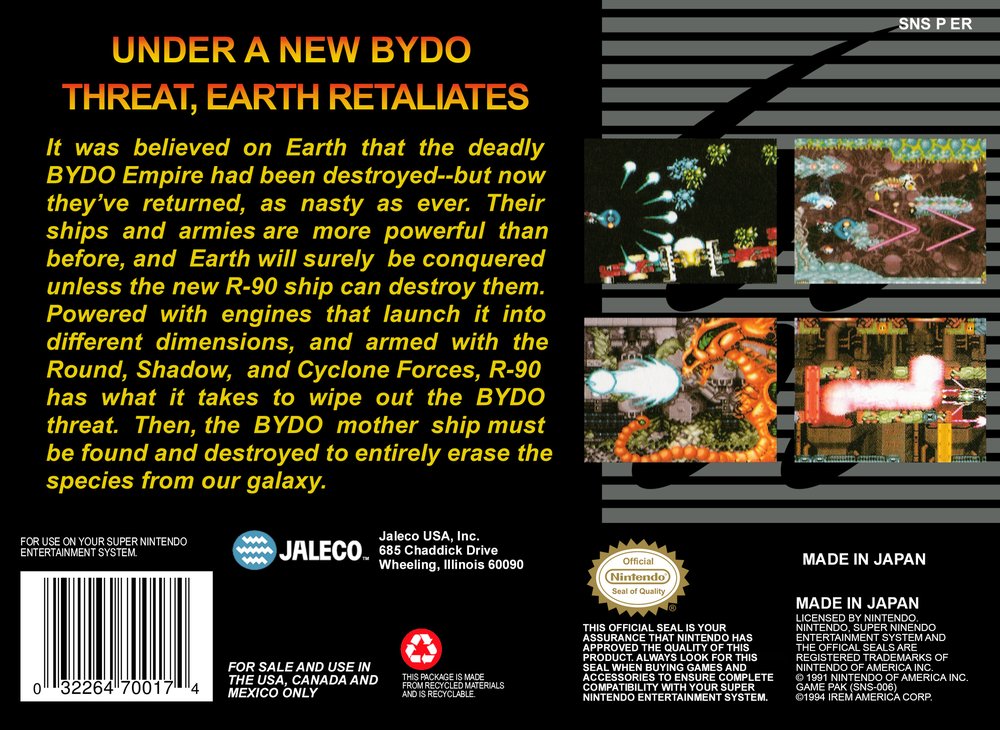 SNS P ER
UNDER A NEW BYDO
THREAT, EARTH RETALIATES
It was believed on Earth that the deadly
BYDO Empire had been destroyed--but now
they've returned, as nasty as ever. Their
ships and armies are more powerful than
before, and Earth will surely be conquered
unless the new R-90 ship can destroy them.
Powered with engines that launch it into
different dimensions, and armed with the
Round, Shadow, and Cyclone Forces, R-90
has what it takes to wipe out the BYDO
threat. Then, the BYDO mother ship must
be found and destroyed to entirely erase the
species from our galaxy.
FOR USE ON YOUR SUPER NINTENDO
ENTERTAINMENT SYSTEM.
JALECO™
Jaleco USA, Inc.
685 Chaddick Drive
Wheeling, Illinois 60090
0 32264 70017 4
FOR SALE AND USE IN
THE USA, CANADA AND
MEXICO ONLY
THIS PACKAGE IS MADE
FROM RECYCLED MATERIALS
AND IS RECYCLABLE.
Official
Nintendo
Seal of Quality
®
THIS OFFICIAL SEAL IS YOUR
ASSURANCE THAT NINTENDO HAS
APPROVED THE QUALITY OF THIS
PRODUCT. ALWAYS LOOK FOR THIS
SEAL WHEN BUYING GAMES AND
ACCESSORIES TO ENSURE COMPLETE
COMPATIBILITY WITH YOUR SUPER
NINTENDO ENTERTAINMENT SYSTEM.
MADE IN JAPAN
MADE IN JAPAN
LICENSED BY NINTENDO.
NINTENDO, SUPER NINENDO
ENTERTAINMENT SYSTEM AND
THE OFFICAL SEALS ARE
REGISTERED TRADEMARKS OF
NINTENDO OF AMERICA INC.
© 1991 NINTENDO OF AMERICA INC.
GAME PAK (SNS-006)
©1994 IREM AMERICA CORP.